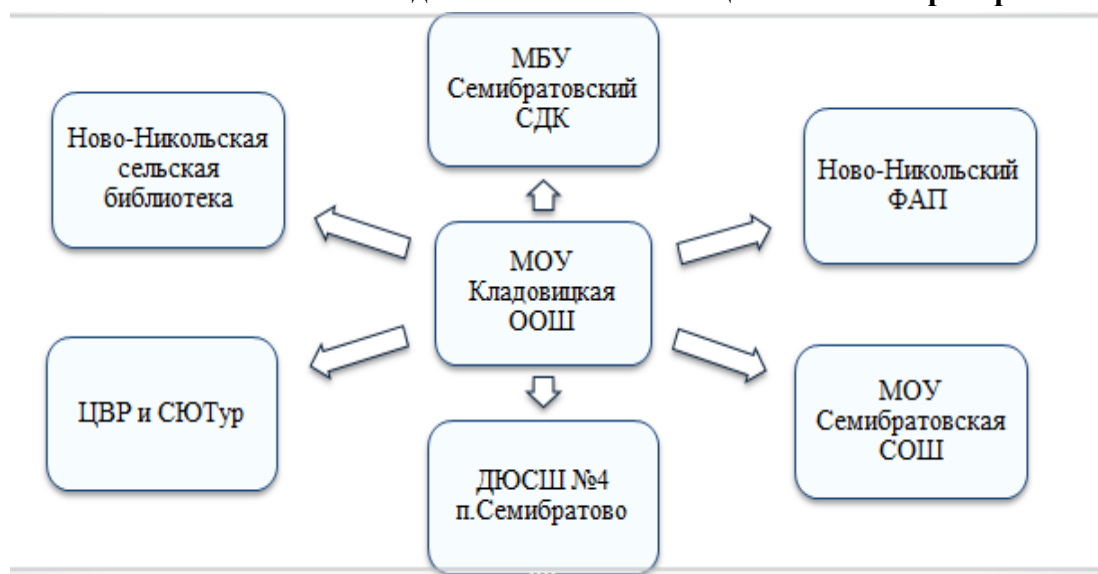 МБУ
Семибратовский
СДК
Ново-Никольская
сельская
библиотека
Ново-Никольский
ФАП
МОУ
Кладовицкая
ООШ
ЦВР и СЮТур
МОУ
Семибратовская
СОШ
ДЮСШ №4
п.Семибратово